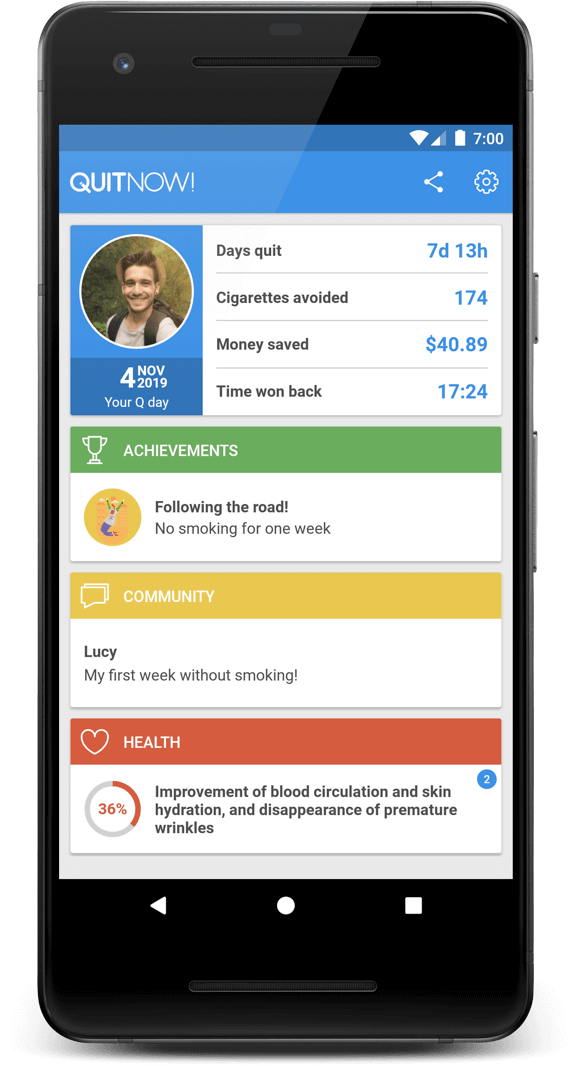 7:00
QUITNOW!
Days quit 7d 13h
Cigarettes avoided 174
Money saved $40.89
Time won back 17:24
4 NOV
2019
Your Q day
ACHIEVEMENTS
Following the road!
No smoking for one week
COMMUNITY
Lucy
My first week without smoking!
HEALTH
2
36%
Improvement of blood circulation and skin
hydration, and disappearance of premature
wrinkles